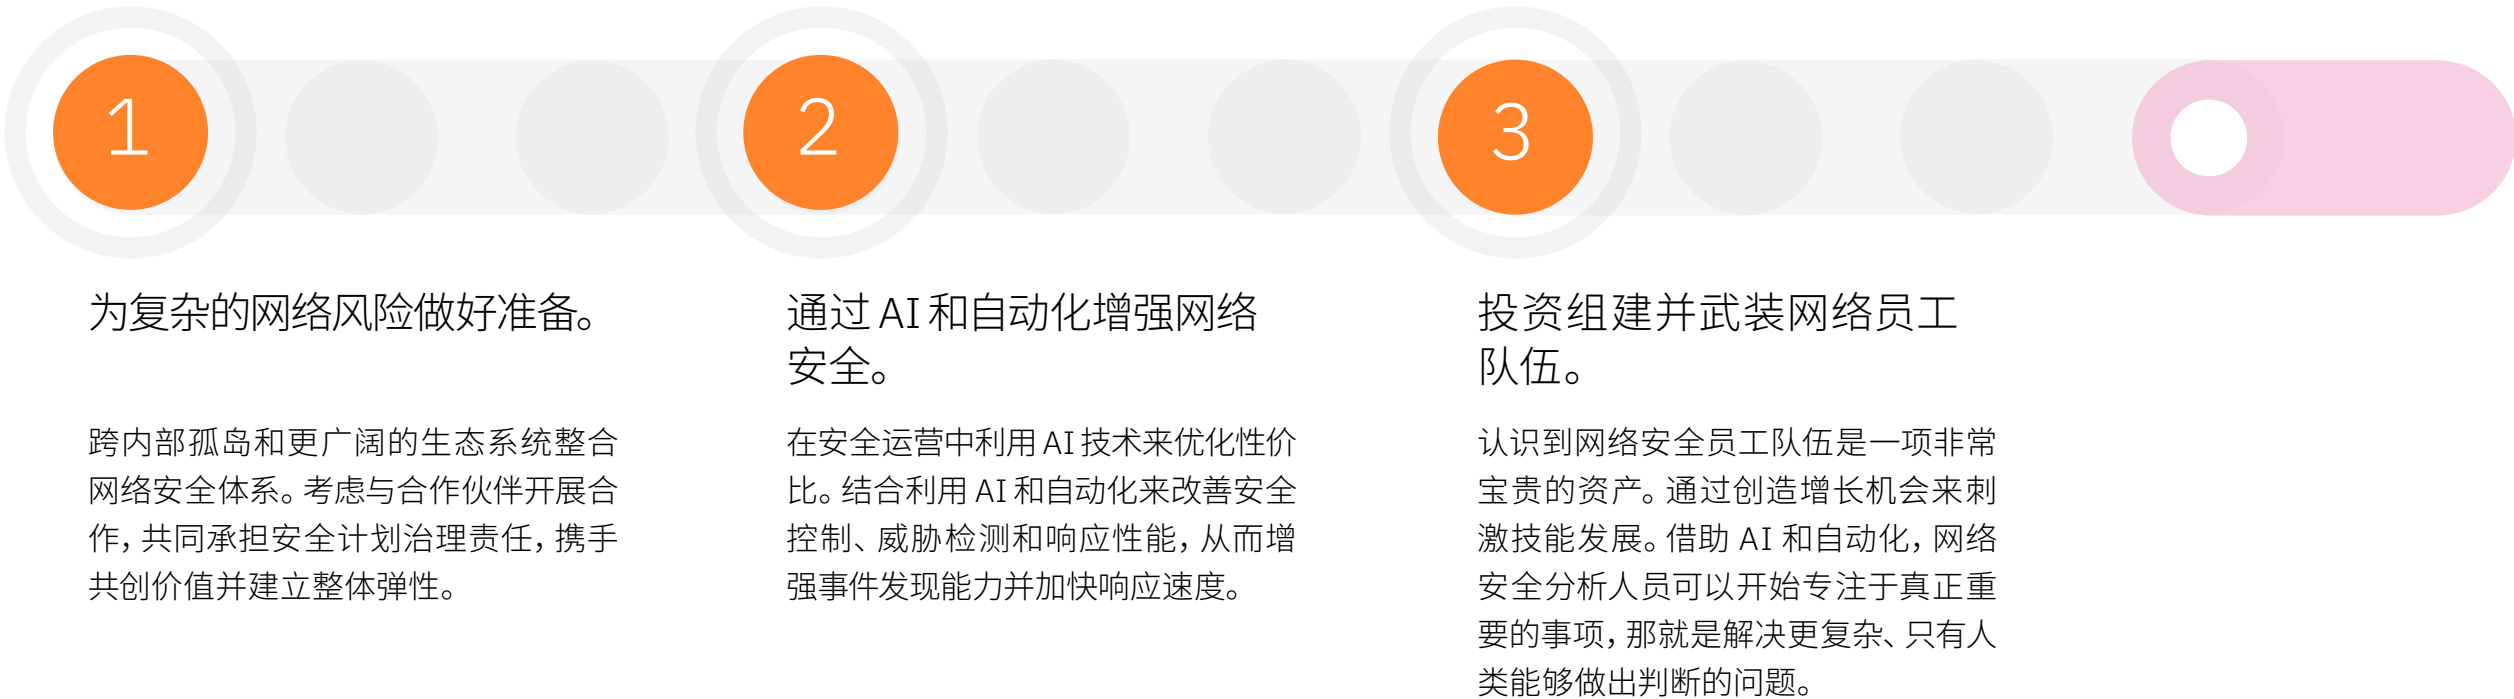 1
为复杂的网络风险做好准备。
跨内部孤岛和更广阔的生态系统整合
网络安全体系。考虑与合作伙伴开展合
作，共同承担安全计划治理责任，携手
共创价值并建立整体弹性。
2
通过 AI 和自动化增强网络
安全。
在安全运营中利用 AI 技术来优化性价
比。结合利用 AI 和自动化来改善安全
控制、威胁检测和响应性能，从而增
强事件发现能力并加快响应速度。
3
投资组建并武装网络员工
队伍。
认识到网络安全员工队伍是一项非常
宝贵的资产。通过创造增长机会来刺
激技能发展。借助 AI 和自动化，网络
安全分析人员可以开始专注于真正重
要的事项，那就是解决更复杂、只有人
类能够做出判断的问题。